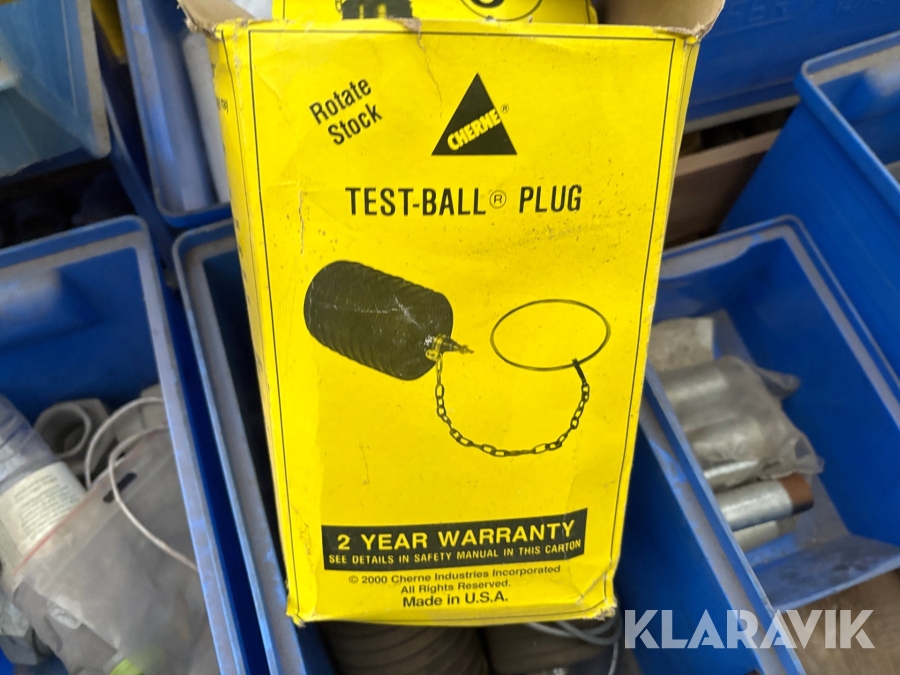 Rotate
Stock
CHERNE®
TEST-BALL® PLUG
2 YEAR WARRANTY
SEE DETAILS IN SAFETY MANUAL IN THIS CARTON
© 2000 Cherne Industries Incorporated
All Rights Reserved.
Made in U.S.A.
KLARAVIK